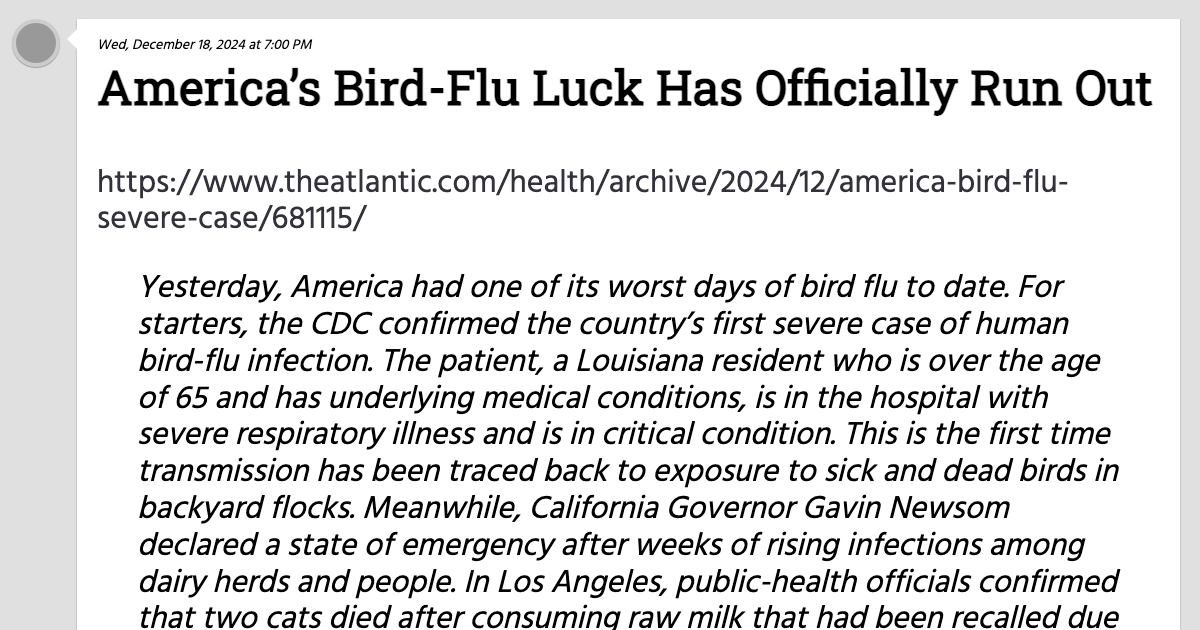 Wed, December 18, 2024 at 7:00 PM
America’s Bird-Flu Luck Has Officially Run Out
https://www.theatlantic.com/health/archive/2024/12/america-bird-flu-
severe-case/681115/
Yesterday, America had one of its worst days of bird flu to date. For
starters, the CDC confirmed the country’s first severe case of human
bird-flu infection. The patient, a Louisiana resident who is over the age
of 65 and has underlying medical conditions, is in the hospital with
severe respiratory illness and is in critical condition. This is the first time
transmission has been traced back to exposure to sick and dead birds in
backyard flocks. Meanwhile, California Governor Gavin Newsom
declared a state of emergency after weeks of rising infections among
dairy herds and people. In Los Angeles, public-health officials confirmed
that two cats died after consuming raw milk that had been recalled due